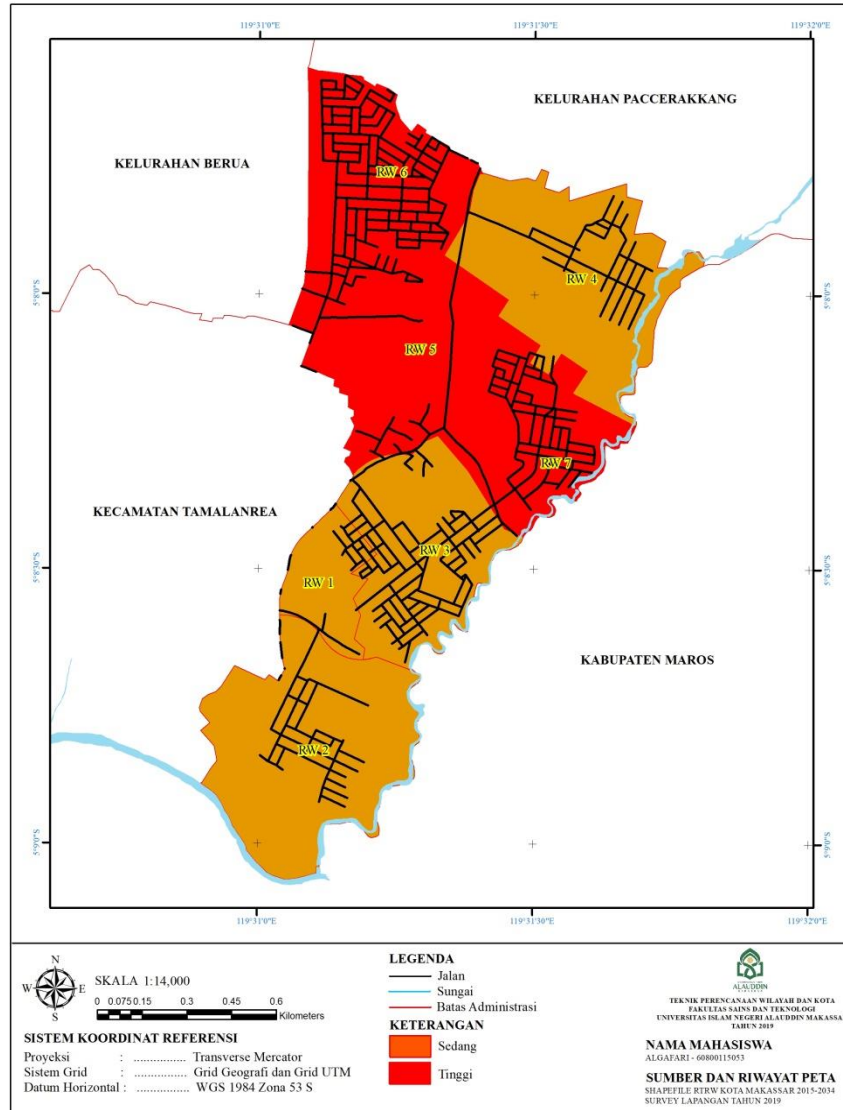 119°31'0"E 119°31'30"E 119°32'0"E
KELURAHAN PACCERAKKANG
KELURAHAN BERUA
RW 6
RW 4
5°8'0"S 5°8'0"S
RW 5
RW 7
KECAMATAN TAMALANREA
RW 3
5°8'30"S 5°8'30"S
RW 1
KABUPATEN MAROS
RW 2
5°9'0"S 5°9'0"S
119°31'0"E 119°31'30"E 119°32'0"E
N
W E
S
SKALA 1:14,000
0 0.075 0.15 0.3 0.45 0.6
Kilometers
SISTEM KOORDINAT REFERENSI
Proyeksi : ................ Transverse Mercator
Sistem Grid : ................ Grid Geografi dan Grid UTM
Datum Horizontal : ................ WGS 1984 Zona 53 S
LEGENDA
Jalan
Sungai
Batas Administrasi
KETERANGAN
Sedang
Tinggi
ALAUDDIN
TEKNIK PERENCANAAN WILAYAH DAN KOTA
FAKULTAS SAINS DAN TEKNOLOGI
UNIVERSITAS ISLAM NEGERI ALAUDDIN MAKASSA
TAHUN 2019
NAMA MAHASISWA
ALGAFARI - 60800115053
SUMBER DAN RIWAYAT PETA
SHAPEFILE RTRW KOTA MAKASSAR 2015-2034
SURVEY LAPANGAN TAHUN 2019